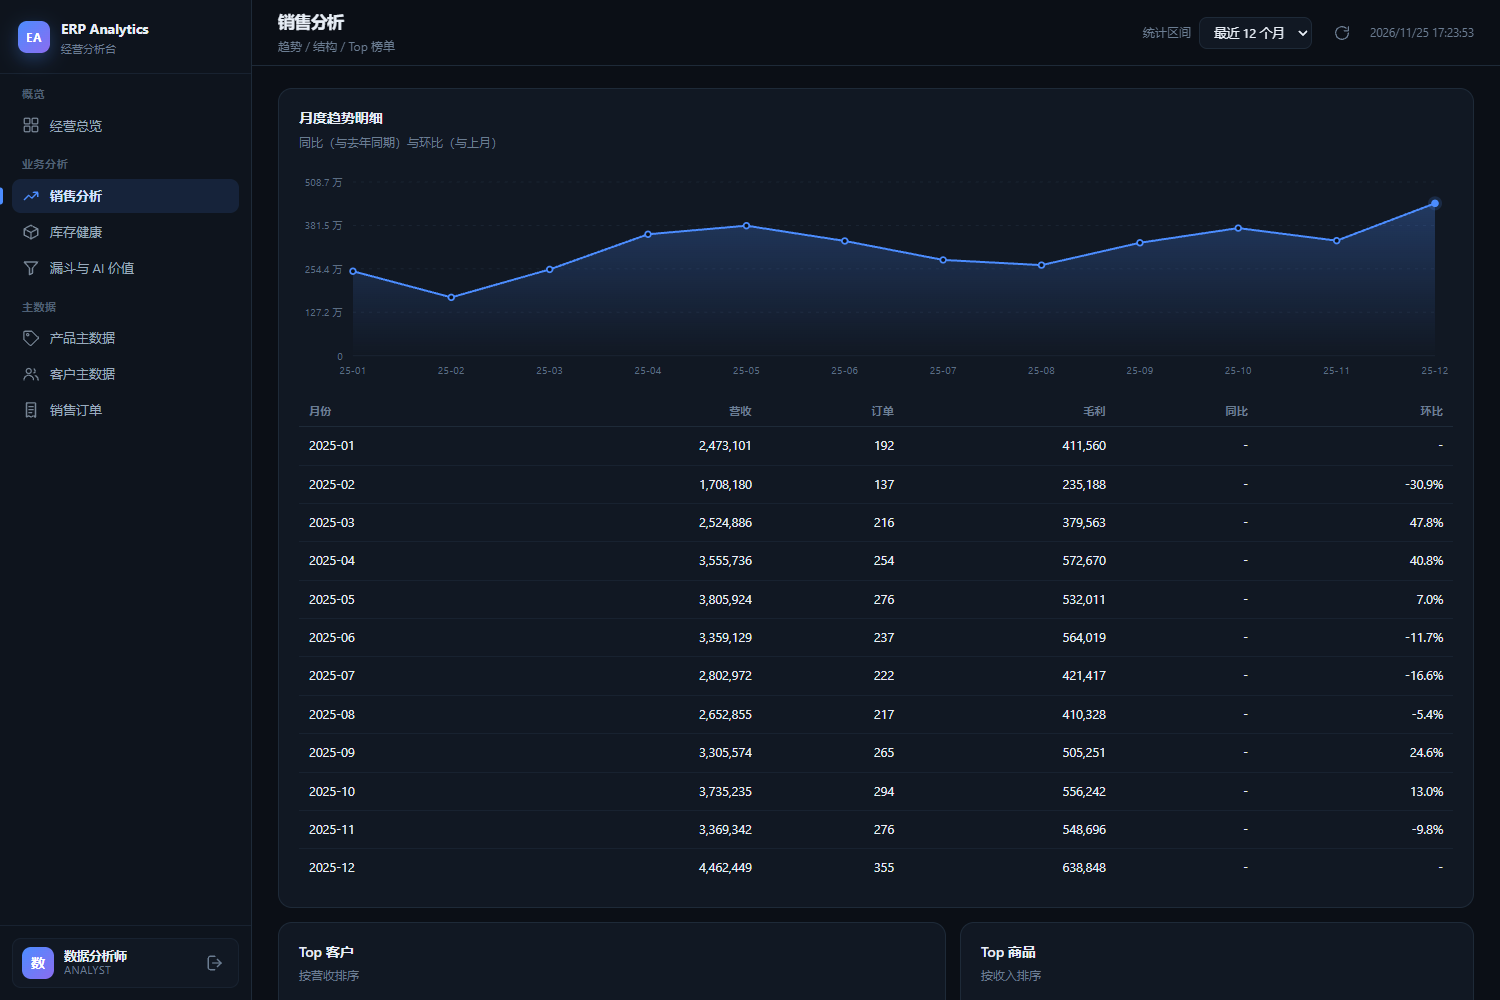 EA
ERP Analytics
经营分析台
概览
经营总览
业务分析
销售分析
库存健康
漏斗与 AI 价值
主数据
产品主数据
客户主数据
销售订单
数
数据分析师
ANALYST
销售分析
趋势 / 结构 / Top 榜单
统计区间 最近 12 个月 2026/11/25 17:23:53
月度趋势明细
同比（与去年同期）与环比（与上月）
508.7 万
381.5 万
254.4 万
127.2 万
0
25-01 25-02 25-03 25-04 25-05 25-06 25-07 25-08 25-09 25-10 25-11 25-12
月份 营收 订单 毛利 同比 环比
2025-01 2,473,101 192 411,560 - -
2025-02 1,708,180 137 235,188 - -30.9%
2025-03 2,524,886 216 379,563 - 47.8%
2025-04 3,555,736 254 572,670 - 40.8%
2025-05 3,805,924 276 532,011 - 7.0%
2025-06 3,359,129 237 564,019 - -11.7%
2025-07 2,802,972 222 421,417 - -16.6%
2025-08 2,652,855 217 410,328 - -5.4%
2025-09 3,305,574 265 505,251 - 24.6%
2025-10 3,735,235 294 556,242 - 13.0%
2025-11 3,369,342 276 548,696 - -9.8%
2025-12 4,462,449 355 638,848 - -
Top 客户
按营收排序
Top 商品
按收入排序